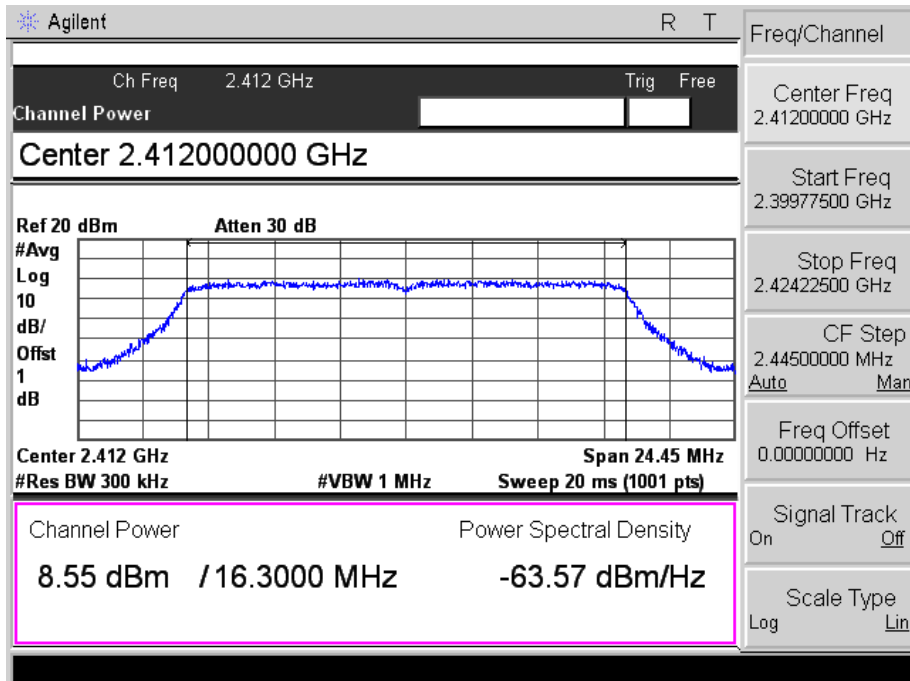 Agilent R T
Ch Freq 2.412 GHz Trig Free
Channel Power
Center 2.412000000 GHz
Ref 20 dBm Atten 30 dB
#Avg
Log
10
dB/
Offst
1
dB
Center 2.412 GHz Span 24.45 MHz
#Res BW 300 kHz #VBW 1 MHz Sweep 20 ms (1001 pts)
Channel Power Power Spectral Density
8.55 dBm / 16.3000 MHz -63.57 dBm/Hz
Freq/Channel
Center Freq
2.41200000 GHz
Start Freq
2.39977500 GHz
Stop Freq
2.42422500 GHz
CF Step
2.44500000 MHz
Auto Man
Freq Offset
0.00000000 Hz
Signal Track
On Off
Scale Type
Log Lin